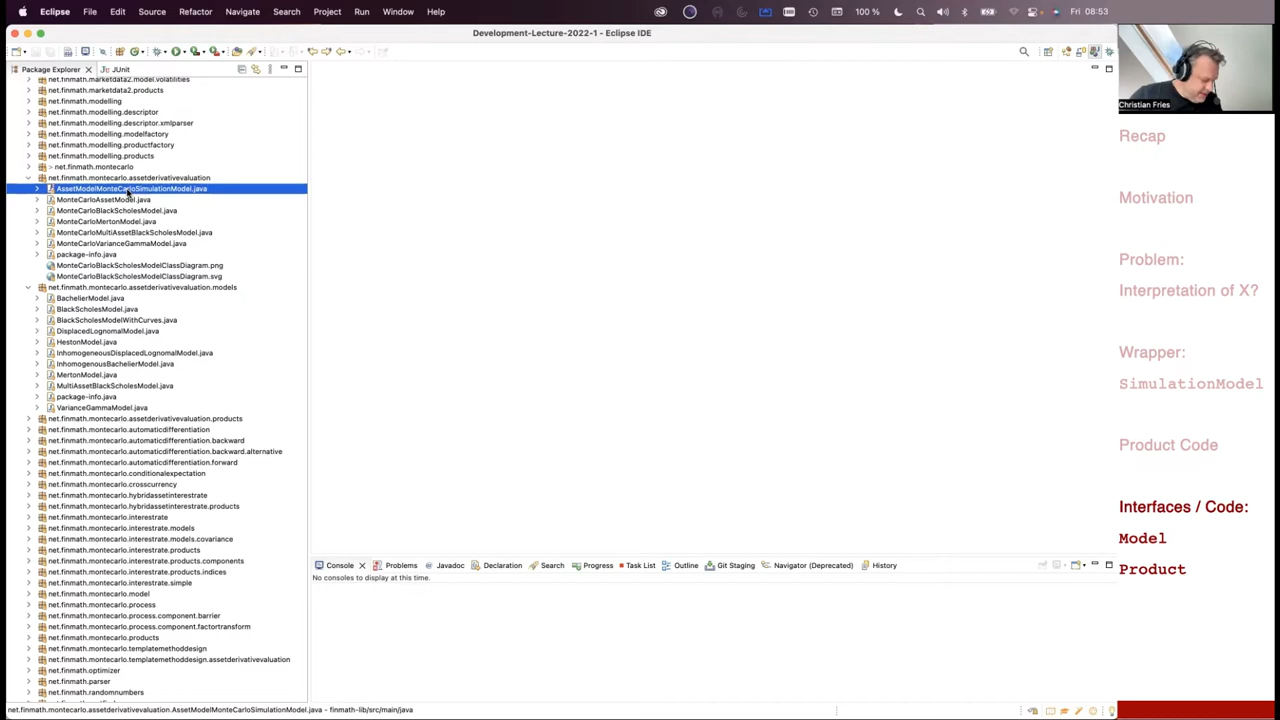 Eclipse File Edit Source Refactor Navigate Search Project Run Window Help 100 % Fri 08:53
Development-Lecture-2022-1 - Eclipse IDE
Package Explorer JUnit
net.finmath.marketdata2.model.volatilities
net.finmath.marketdata2.products
net.finmath.modelling
net.finmath.modelling.descriptor
net.finmath.modelling.descriptor.xmlparser
net.finmath.modelling.modelfactory
net.finmath.modelling.productfactory
net.finmath.modelling.products
> net.finmath.montecarlo
net.finmath.montecarlo.assetderivativevaluation
AssetModelMonteCarloSimulationModel.java
MonteCarloAssetModel.java
MonteCarloBlackScholesModel.java
MonteCarloMertonModel.java
MonteCarloMultiAssetBlackScholesModel.java
MonteCarloVarianceGammaModel.java
package-info.java
MonteCarloBlackScholesModelClassDiagram.png
MonteCarloBlackScholesModelClassDiagram.svg
net.finmath.montecarlo.assetderivativevaluation.models
BachelierModel.java
BlackScholesModel.java
BlackScholesModelWithCurves.java
DisplacedLognomalModel.java
HestonModel.java
InhomogeneousDisplacedLognomalModel.java
InhomogenousBachelierModel.java
MertonModel.java
MultiAssetBlackScholesModel.java
package-info.java
VarianceGammaModel.java
net.finmath.montecarlo.assetderivativevaluation.products
net.finmath.montecarlo.automaticdifferentiation
net.finmath.montecarlo.automaticdifferentiation.backward
net.finmath.montecarlo.automaticdifferentiation.backward.alternative
net.finmath.montecarlo.automaticdifferentiation.forward
net.finmath.montecarlo.conditionalexpectation
net.finmath.montecarlo.crosscurrency
net.finmath.montecarlo.hybridassetinterestrate
net.finmath.montecarlo.hybridassetinterestrate.products
net.finmath.montecarlo.interestrate
net.finmath.montecarlo.interestrate.models
net.finmath.montecarlo.interestrate.models.covariance
net.finmath.montecarlo.interestrate.products
net.finmath.montecarlo.interestrate.products.components
net.finmath.montecarlo.interestrate.products.indices
net.finmath.montecarlo.interestrate.simple
net.finmath.montecarlo.model
net.finmath.montecarlo.process
net.finmath.montecarlo.process.component.barrier
net.finmath.montecarlo.process.component.factortransform
net.finmath.montecarlo.products
net.finmath.montecarlo.templatemethoddesign
net.finmath.montecarlo.templatemethoddesign.assetderivativevaluation
net.finmath.optimizer
net.finmath.parser
net.finmath.randomnumbers
Console Problems Javadoc Declaration Search Progress Task List Outline Git Staging Navigator (Deprecated) History
No consoles to display at this time.
net.finmath.montecarlo.assetderivativevaluation.AssetModelMonteCarloSimulationModel.java - finmath-lib/src/main/java
Christian Fries
Recap
Motivation
Problem:
Interpretation of X?
Wrapper:
SimulationModel
Product Code
Interfaces / Code:
Model
Product